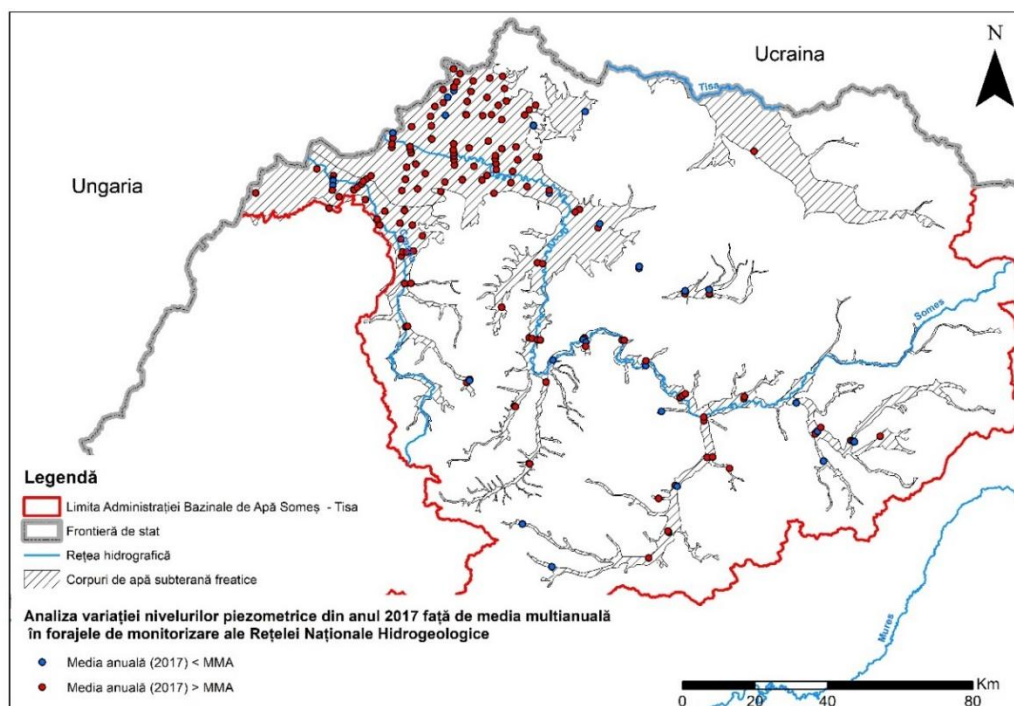 N
Ucraina
Tisa
Ungaria
Someș
Legendă
Limita Administrației Bazinale de Apă Someș - Tisa
Frontieră de stat
Rețea hidrografică
Corpuri de apă subterană freatice
Analiza variației nivelurilor piezometrice din anul 2017 față de media multianuală
în forajele de monitorizare ale Rețelei Naționale Hidrogeologice
Media anuală (2017) < MMA
Media anuală (2017) > MMA
Mureș
Km
0 20 40 80